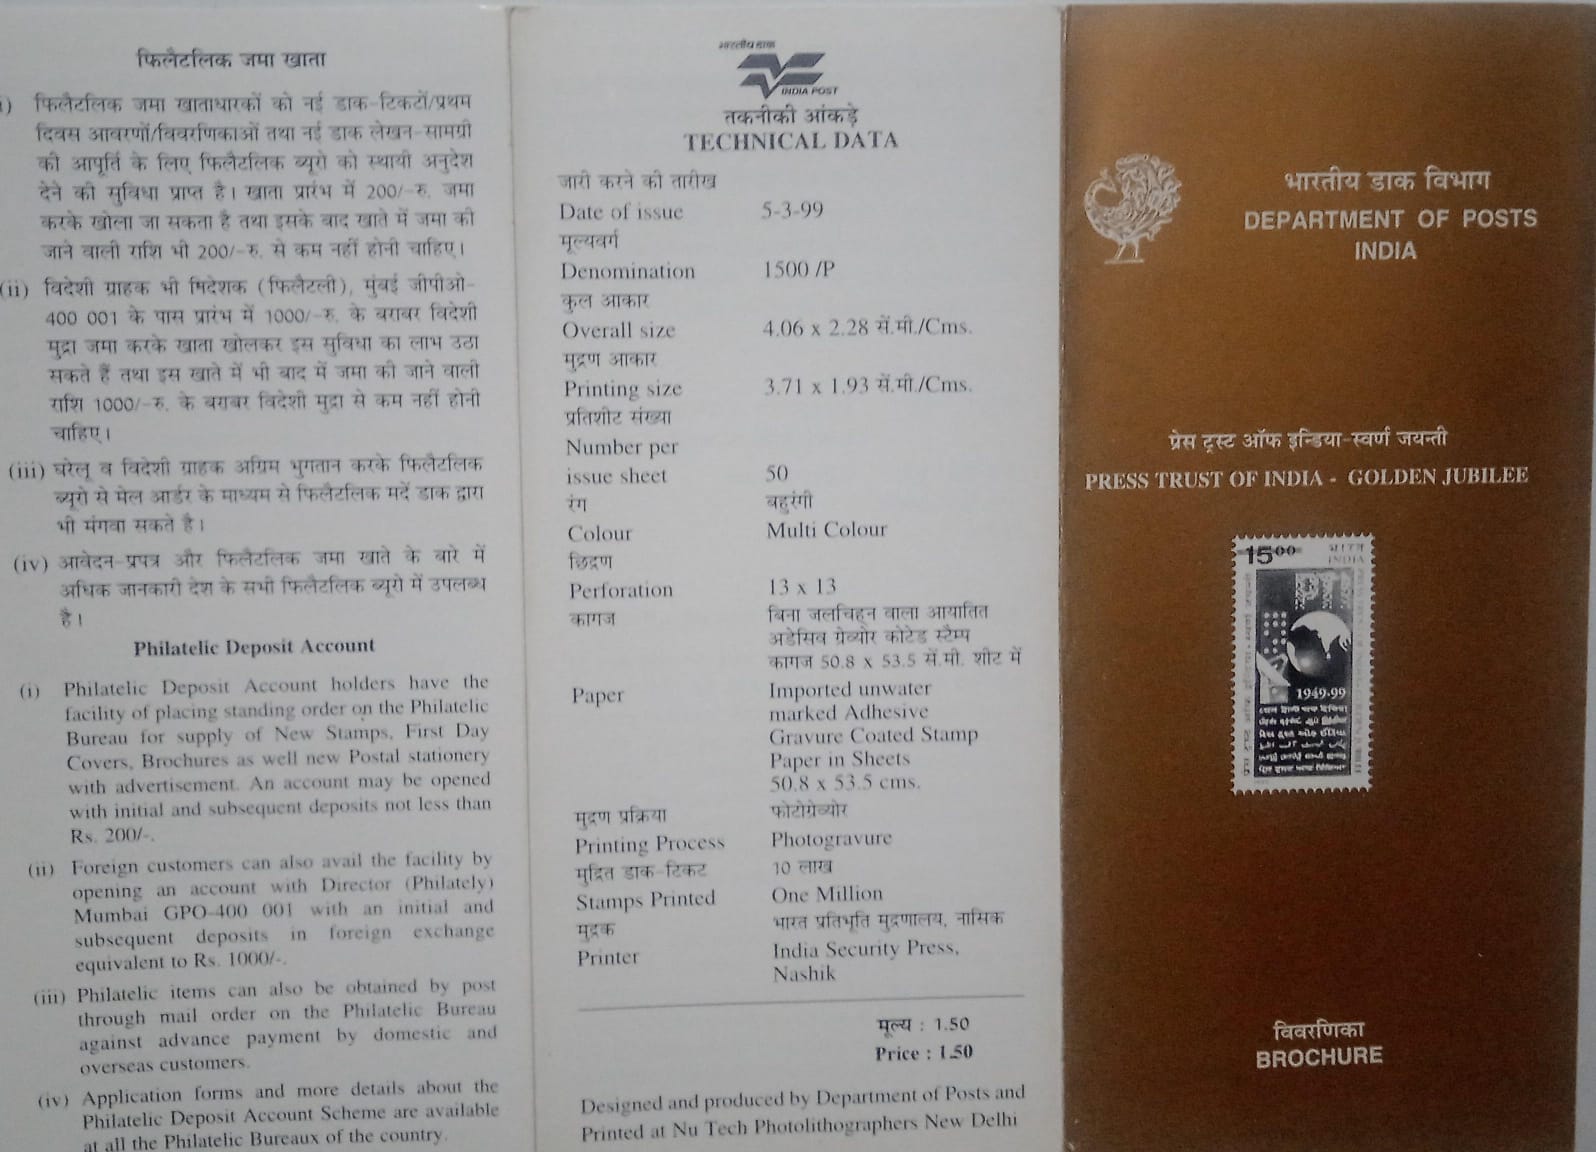 फिलैटलिक जमा खाता
i) फिलैटलिक जमा खाताधारकों को नई डाक-टिकटों/प्रथम
दिवस आवरणों/विवरणिकाओं तथा नई डाक लेखन-सामग्री
की आपूर्ति के लिए फिलैटलिक ब्यूरो को स्थायी अनुदेश
देने की सुविधा प्राप्त है। खाता प्रारंभ में 200/-रु. जमा
करके खोला जा सकता है तथा इसके बाद खाते में जमा की
जाने वाली राशि भी 200/-रु. से कम नहीं होनी चाहिए।
(ii) विदेशी ग्राहक भी निदेशक (फिलैटली), मुंबई जीपीओ-
400 001 के पास प्रारंभ में 1000/-रु. के बराबर विदेशी
मुद्रा जमा करके खाता खोलकर इस सुविधा का लाभ उठा
सकते हैं तथा इस खाते में भी बाद में जमा की जाने वाली
राशि 1000/-रु. के बराबर विदेशी मुद्रा से कम नहीं होनी
चाहिए।
(iii) घरेलू व विदेशी ग्राहक अग्रिम भुगतान करके फिलैटलिक
ब्यूरो से मेल आर्डर के माध्यम से फिलैटलिक मदें डाक द्वारा
भी मंगवा सकते है।
(iv) आवेदन-प्रपत्र और फिलैटलिक जमा खाते के बारे में
अधिक जानकारी देश के सभी फिलैटलिक ब्यूरो में उपलब्ध
है।
Philatelic Deposit Account
(i) Philatelic Deposit Account holders have the
facility of placing standing order on the Philatelic
Bureau for supply of New Stamps, First Day
Covers, Brochures as well new Postal stationery
with advertisement. An account may be opened
with initial and subsequent deposits not less than
Rs. 200/-.
(ii) Foreign customers can also avail the facility by
opening an account with Director (Philately)
Mumbai GPO-400 001 with an initial and
subsequent deposits in foreign exchange
equivalent to Rs. 1000/-.
(iii) Philatelic items can also be obtained by post
through mail order on the Philatelic Bureau
against advance payment by domestic and
overseas customers.
(iv) Application forms and more details about the
Philatelic Deposit Account Scheme are available
at all the Philatelic Bureaux of the country.
भारतीय डाक
INDIA POST
तकनीकी आंकड़े
TECHNICAL DATA
जारी करने की तारीख
Date of issue 5-3-99
मूल्यवर्ग
Denomination 1500 /P
कुल आकार
Overall size 4.06 x 2.28 सें.मी./Cms.
मुद्रण आकार
Printing size 3.71 x 1.93 सें.मी./Cms.
प्रतिशीट संख्या
Number per
issue sheet 50
रंग बहुरंगी
Colour Multi Colour
छिद्रण
Perforation 13 x 13
कागज बिना जलचिहन वाला आयातित
अडेसिव ग्रेव्योर कोटेड स्टैम्प
कागज 50.8 x 53.5 सें.मी. शीट में
Paper Imported unwater
marked Adhesive
Gravure Coated Stamp
Paper in Sheets
50.8 x 53.5 cms.
मुद्रण प्रक्रिया फोटोग्रेव्योर
Printing Process Photogravure
मुद्रित डाक-टिकट 10 लाख
Stamps Printed One Million
मुद्रक भारत प्रतिभूति मुद्रणालय, नासिक
Printer India Security Press,
Nashik
मूल्य : 1.50
Price : 1.50
Designed and produced by Department of Posts and
Printed at Nu Tech Photolithographers New Delhi
भारतीय डाक विभाग
DEPARTMENT OF POSTS
INDIA
प्रेस ट्रस्ट ऑफ इन्डिया-स्वर्ण जयन्ती
PRESS TRUST OF INDIA - GOLDEN JUBILEE
1500 भारत
INDIA
1949-99
विवरणिका
BROCHURE